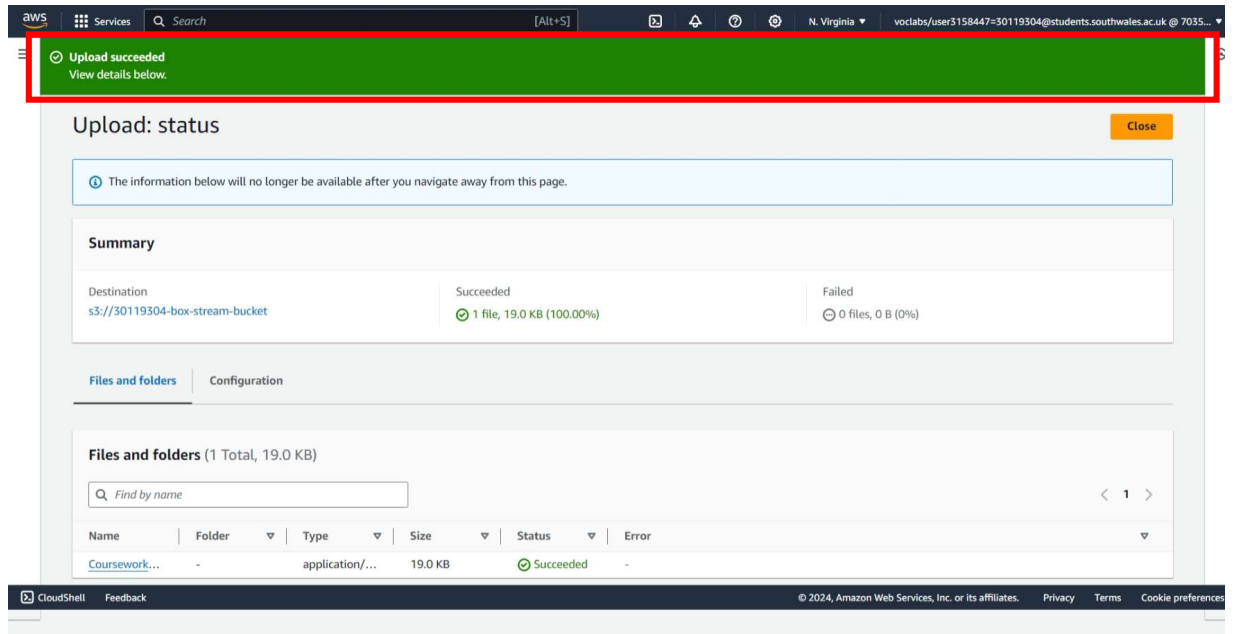 aws Services Search [Alt+S] N. Virginia voclabs/user3158447=30119304@students.southwales.ac.uk @ 7035...
Upload succeeded
View details below.
Upload: status
Close
The information below will no longer be available after you navigate away from this page.
Summary
Destination Succeeded Failed
s3://30119304-box-stream-bucket 1 file, 19.0 KB (100.00%) 0 files, 0 B (0%)
Files and folders Configuration
Files and folders (1 Total, 19.0 KB)
Find by name 1
Name Folder Type Size Status Error
Coursework... - application/... 19.0 KB Succeeded -
CloudShell Feedback © 2024, Amazon Web Services, Inc. or its affiliates. Privacy Terms Cookie preferences